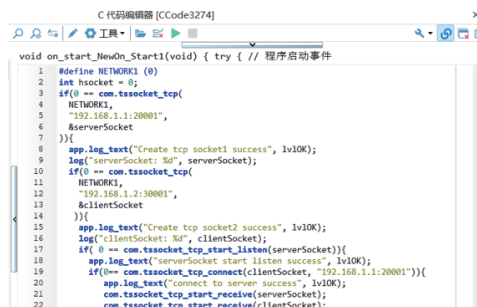 C 代码编辑器 [CCode3274]
工具
void on_start_NewOn_Start1(void) { try { // 程序启动事件
1 #define NETWORK1 (0)
2 int hsocket = 0;
3 if(0 == com.tssocket_tcp(
4 NETWORK1,
5 "192.168.1.1:20001",
6 &serverSocket
7 )){
8 app.log_text("Create tcp socket1 success", lvlOK);
9 log("serverSocket: %d", serverSocket);
10 if(0 == com.tssocket_tcp(
11 NETWORK1,
12 "192.168.1.2:30001",
13 &clientSocket
14 )){
15 app.log_text("Create tcp socket2 success", lvlOK);
16 log("clientSocket: %d", clientSocket);
17 if( 0 == com.tssocket_tcp_start_listen(serverSocket)){
18 app.log_text("serverSocket start listen success", lvlOK);
19 if(0== com.tssocket_tcp_connect(clientSocket, "192.168.1.1:20001")){
20 app.log_text("connect to server success", lvlOK);
21 com.tssocket_tcp_start_receive(serverSocket);
22 com.tssocket_tcp_start_receive(clientSocket);